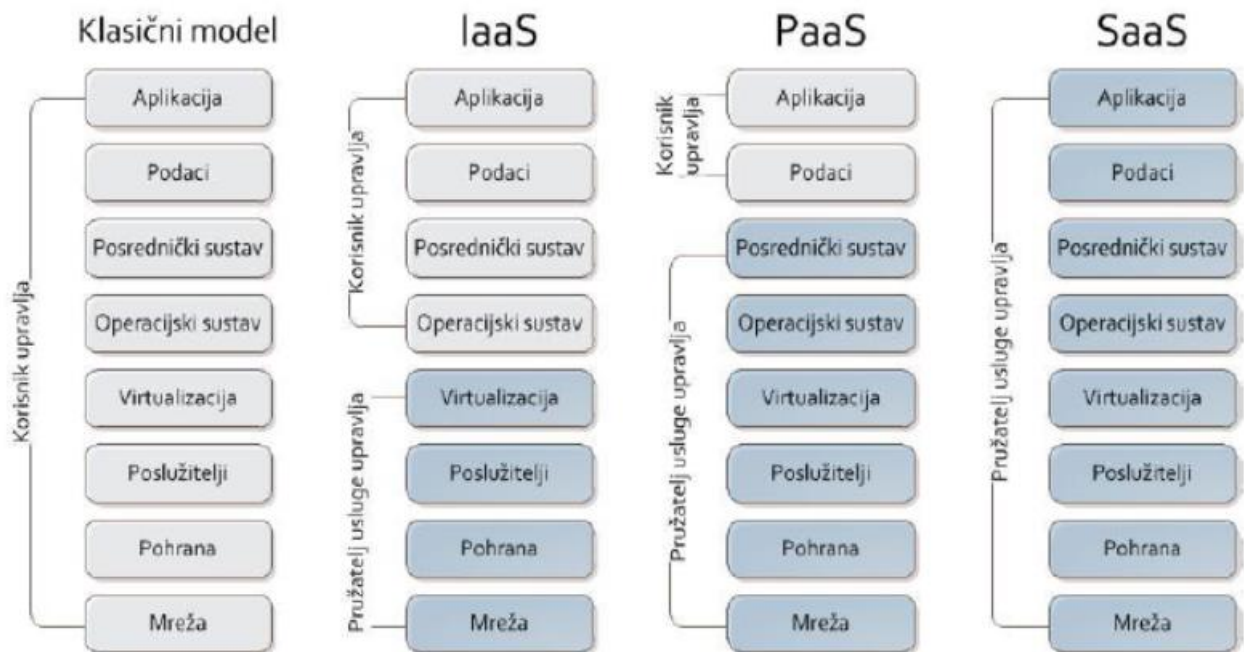 Klasični model
Korisnik upravlja
Aplikacija
Podaci
Posrednički sustav
Operacijski sustav
Virtualizacija
Poslužitelji
Pohrana
Mreža
IaaS
Korisnik upravlja
Pružatelj usluge upravlja
Aplikacija
Podaci
Posrednički sustav
Operacijski sustav
Virtualizacija
Poslužitelji
Pohrana
Mreža
PaaS
Korisnik
upravlja
Pružatelj usluge upravlja
Aplikacija
Podaci
Posrednički sustav
Operacijski sustav
Virtualizacija
Poslužitelji
Pohrana
Mreža
SaaS
Pružatelj usluge upravlja
Aplikacija
Podaci
Posrednički sustav
Operacijski sustav
Virtualizacija
Poslužitelji
Pohrana
Mreža